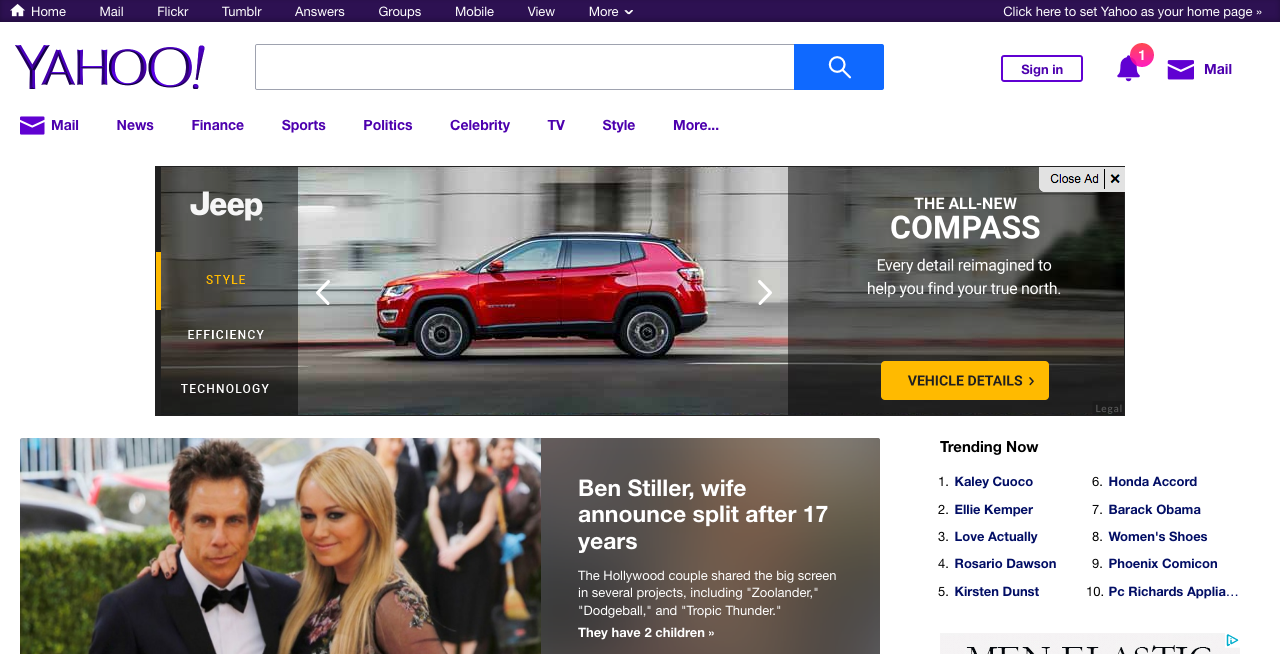 Home Mail Flickr Tumblr Answers Groups Mobile View More Click here to set Yahoo as your home page »
YAHOO!
Sign in
1
Mail
Mail News Finance Sports Politics Celebrity TV Style More...
Close Ad ×
Jeep
STYLE
EFFICIENCY
TECHNOLOGY
THE ALL-NEW
COMPASS
Every detail reimagined to
help you find your true north.
VEHICLE DETAILS ›
Legal
Ben Stiller, wife
announce split after 17
years
The Hollywood couple shared the big screen
in several projects, including "Zoolander,"
"Dodgeball," and "Tropic Thunder."
They have 2 children »
Trending Now
1. Kaley Cuoco
2. Ellie Kemper
3. Love Actually
4. Rosario Dawson
5. Kirsten Dunst
6. Honda Accord
7. Barack Obama
8. Women's Shoes
9. Phoenix Comicon
10. Pc Richards Applia...
MEN ELASTIC